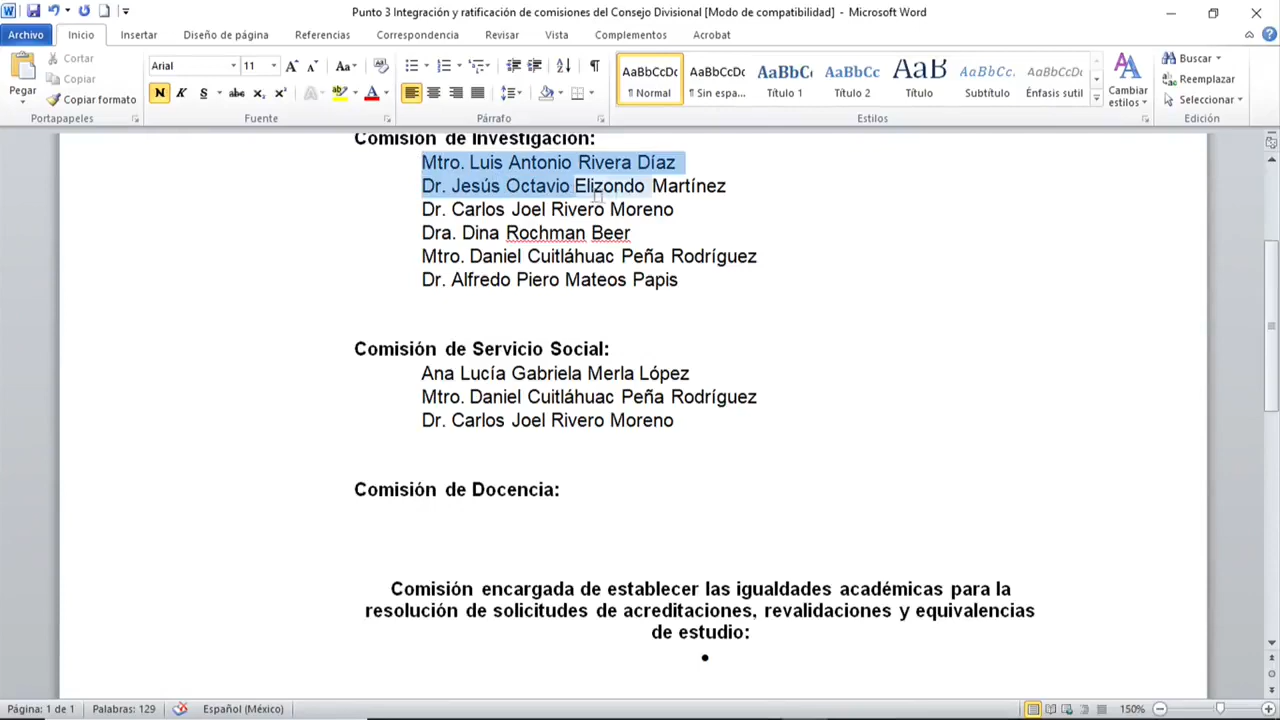 Punto 3 Integración y ratificación de comisiones del Consejo Divisional [Modo de compatibilidad] - Microsoft Word
Archivo Inicio Insertar Diseño de página Referencias Correspondencia Revisar Vista Complementos Acrobat
Pegar
Cortar
Copiar
Copiar formato
Portapapeles
Arial 11
Aa
N K S abc x₂ x²
Fuente
Párrafo
AaBbCcDc
¶ Normal
AaBbCcDc
¶ Sin espa...
AaBbC
Título 1
AaBbCc
Título 2
AaB
Título
AaBbCc.
Subtítulo
AaBbCcDc
Énfasis sutil
Cambiar
estilos
Estilos
Buscar
Reemplazar
Seleccionar
Edición
Comisión de Investigación:
Mtro. Luis Antonio Rivera Díaz
Dr. Jesús Octavio Elizondo Martínez
Dr. Carlos Joel Rivero Moreno
Dra. Dina Rochman Beer
Mtro. Daniel Cuitláhuac Peña Rodríguez
Dr. Alfredo Piero Mateos Papis
Comisión de Servicio Social:
Ana Lucía Gabriela Merla López
Mtro. Daniel Cuitláhuac Peña Rodríguez
Dr. Carlos Joel Rivero Moreno
Comisión de Docencia:
Comisión encargada de establecer las igualdades académicas para la
resolución de solicitudes de acreditaciones, revalidaciones y equivalencias
de estudio:
•
Página: 1 de 1 Palabras: 129 Español (México) 150%